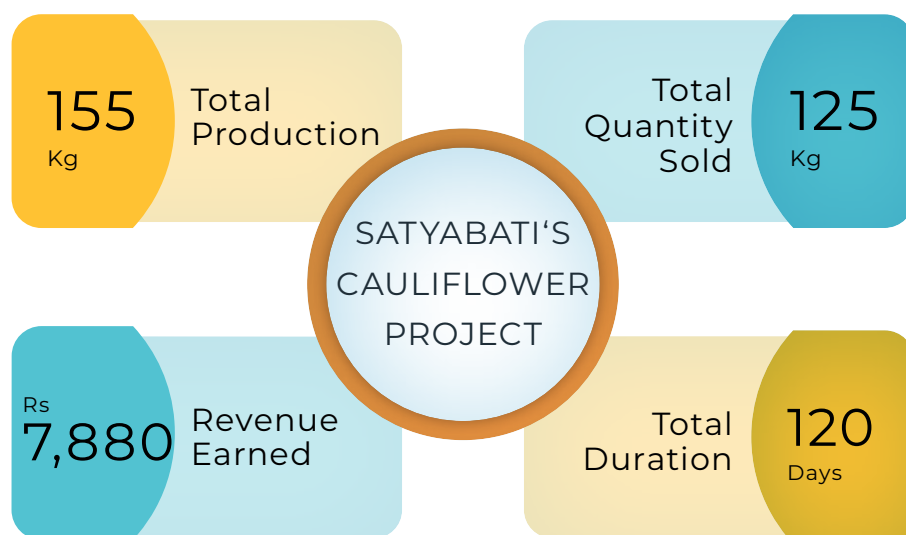 155
Kg
Total
Production
Total
Quantity
Sold
125
Kg
SATYABATI‘S
CAULIFLOWER
PROJECT
Rs
7,880
Revenue
Earned
Total
Duration
120
Days